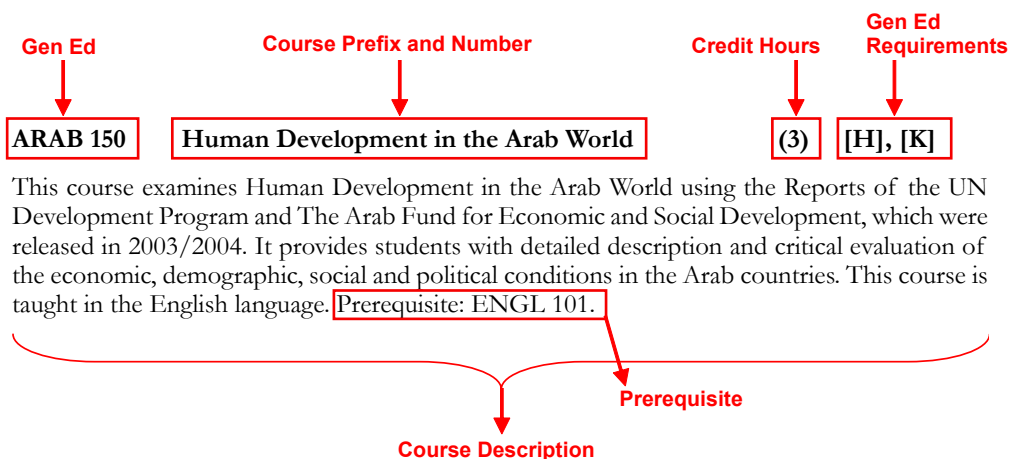 Gen Ed
Course Prefix and Number
Credit Hours
Gen Ed
Requirements
ARAB 150 Human Development in the Arab World (3) [H], [K]
This course examines Human Development in the Arab World using the Reports of the UN
Development Program and The Arab Fund for Economic and Social Development, which were
released in 2003/2004. It provides students with detailed description and critical evaluation of
the economic, demographic, social and political conditions in the Arab countries. This course is
taught in the English language. Prerequisite: ENGL 101.
Prerequisite
Course Description